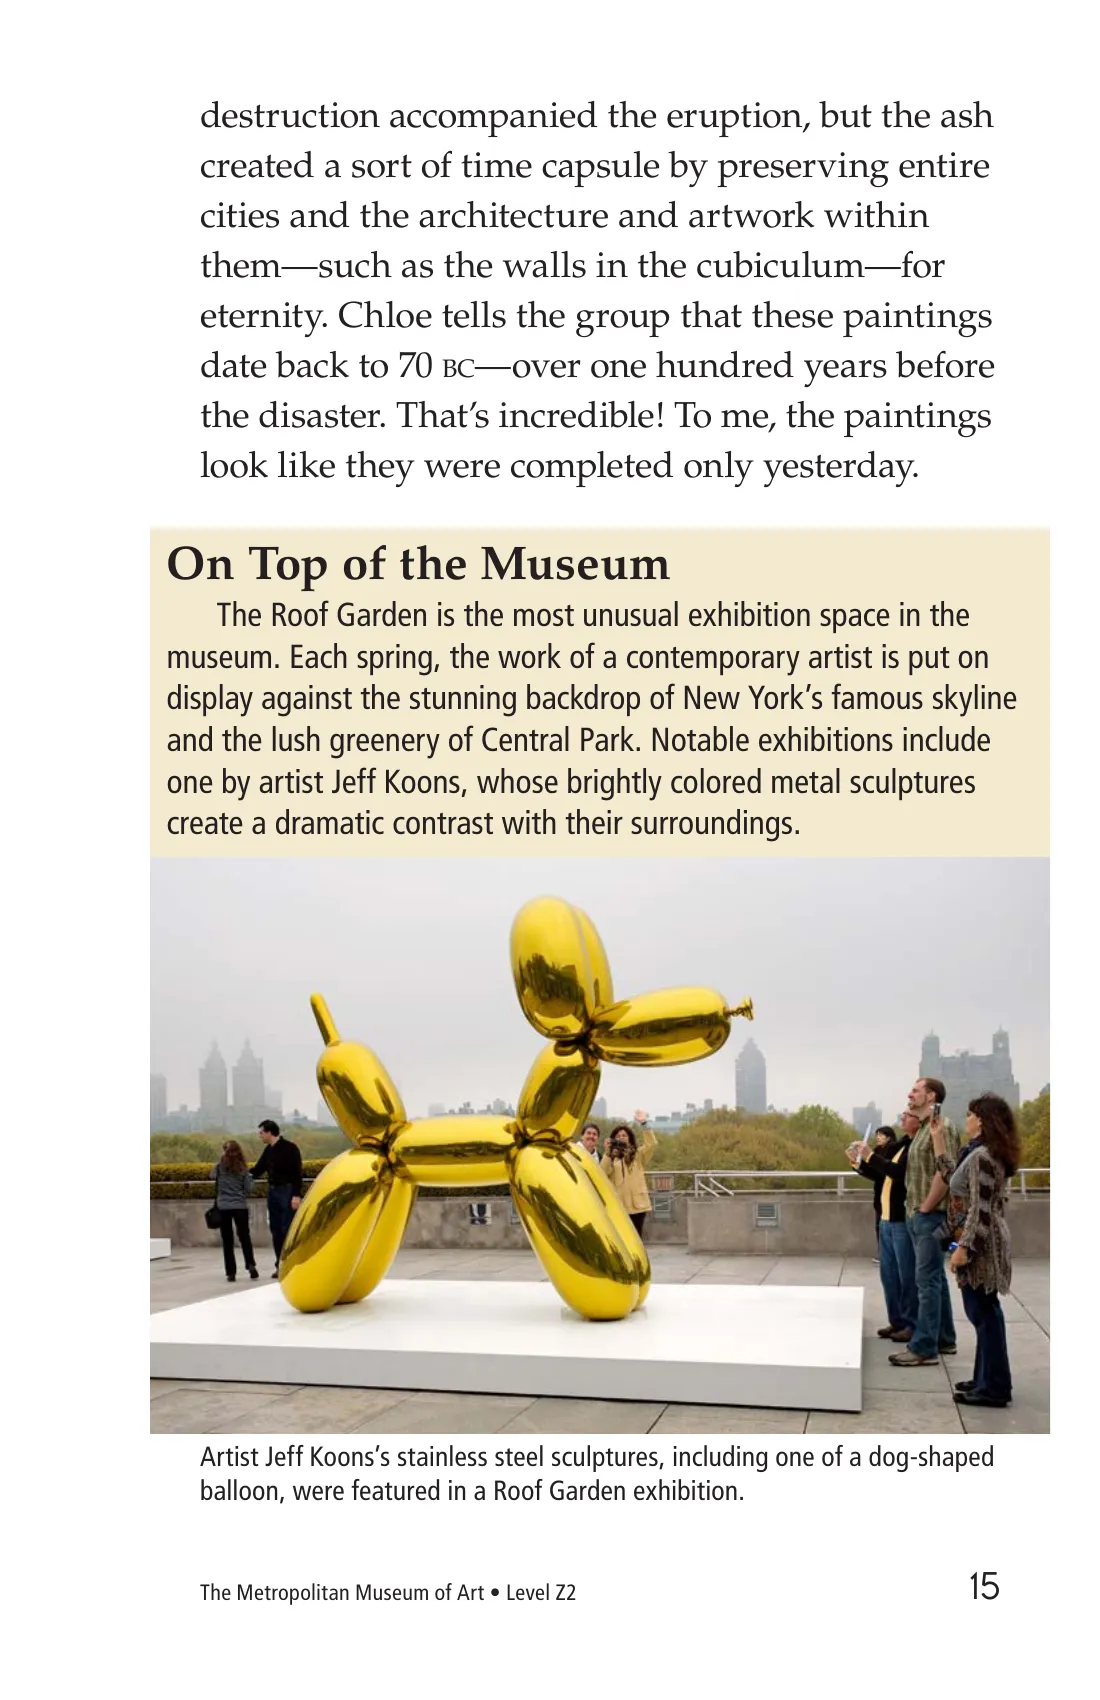 destruction accompanied the eruption, but the ash
created a sort of time capsule by preserving entire
cities and the architecture and artwork within
them—such as the walls in the cubiculum—for
eternity. Chloe tells the group that these paintings
date back to 70 BC—over one hundred years before
the disaster. That's incredible! To me, the paintings
look like they were completed only yesterday.
On Top of the Museum
The Roof Garden is the most unusual exhibition space in the
museum. Each spring, the work of a contemporary artist is put on
display against the stunning backdrop of New York's famous skyline
and the lush greenery of Central Park. Notable exhibitions include
one by artist Jeff Koons, whose brightly colored metal sculptures
create a dramatic contrast with their surroundings.
Artist Jeff Koons's stainless steel sculptures, including one of a dog-shaped
balloon, were featured in a Roof Garden exhibition.
The Metropolitan Museum of Art • Level Z2
15